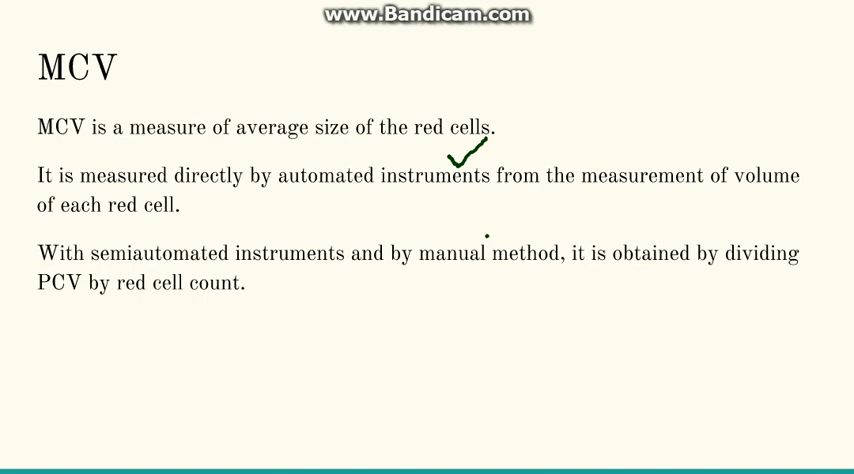 www.Bandicam.com
MCV
MCV is a measure of average size of the red cells.
It is measured directly by automated instruments from the measurement of volume
of each red cell.
With semiautomated instruments and by manual method, it is obtained by dividing
PCV by red cell count.